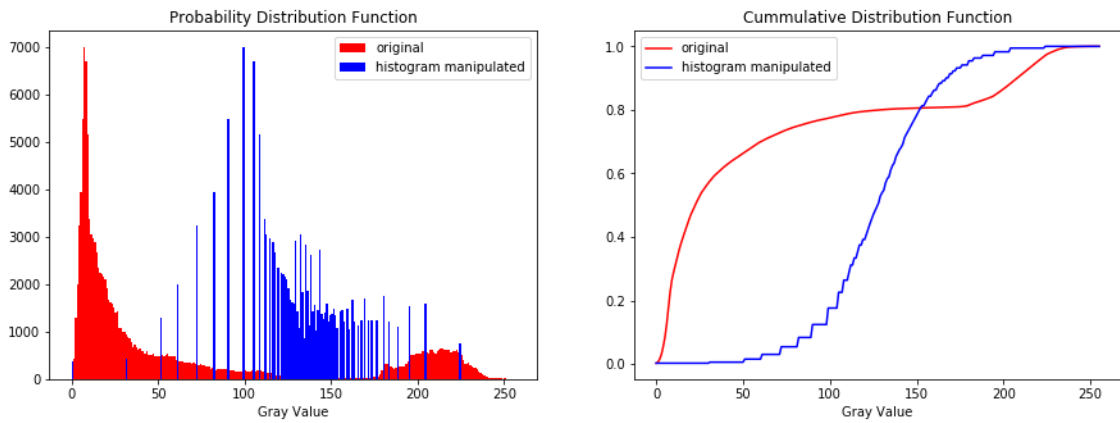 Probability Distribution Function
7000
6000
5000
4000
3000
2000
1000
0
0 50 100 150 200 250
Gray Value
original
histogram manipulated
Cummulative Distribution Function
1.0
0.8
0.6
0.4
0.2
0.0
0 50 100 150 200 250
Gray Value
original
histogram manipulated